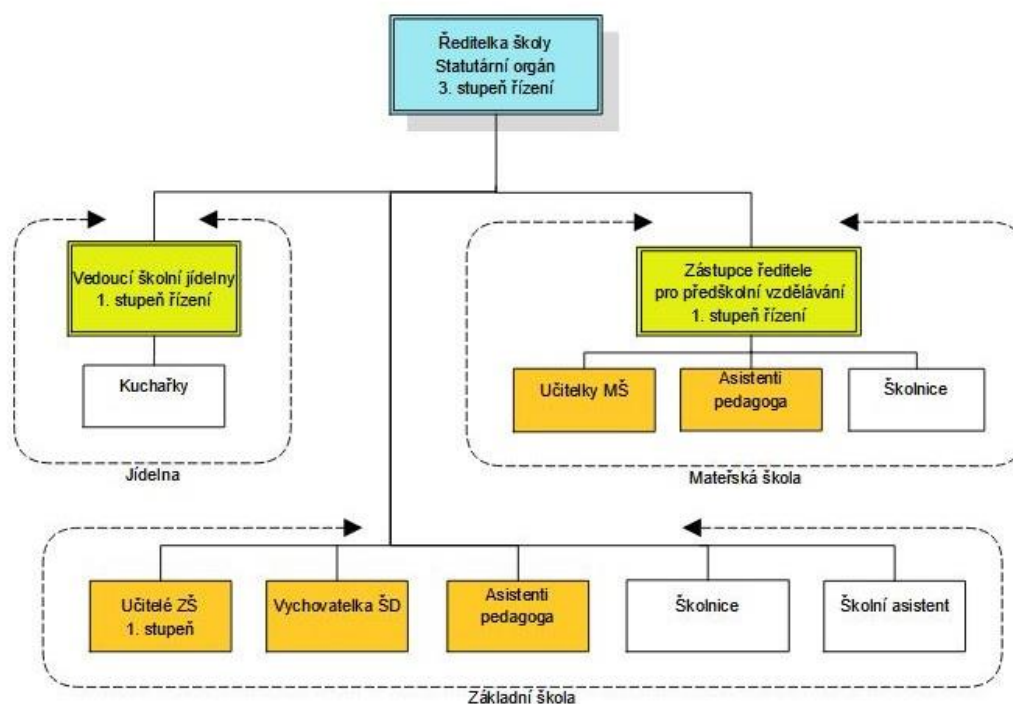 Ředitelka školy
Statutární orgán
3. stupeň řízení
Vedoucí školní jídelny
1. stupeň řízení
Kuchařky
Jídelna
Zástupce ředitele
pro předškolní vzdělávání
1. stupeň řízení
Učitelky MŠ
Asistenti
pedagoga
Školnice
Mateřská škola
Učitelé ZŠ
1. stupeň
Vychovatelka ŠD
Asistenti
pedagoga
Školnice
Školní asistent
Základní škola